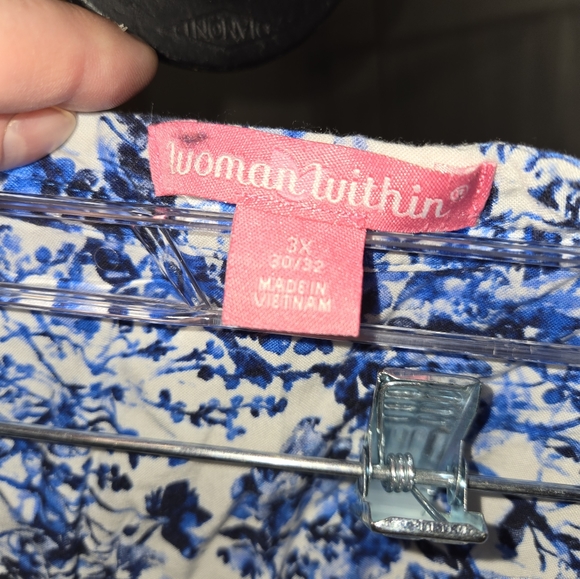 woman within®
3X
30/32
MADE IN
VIETNAM